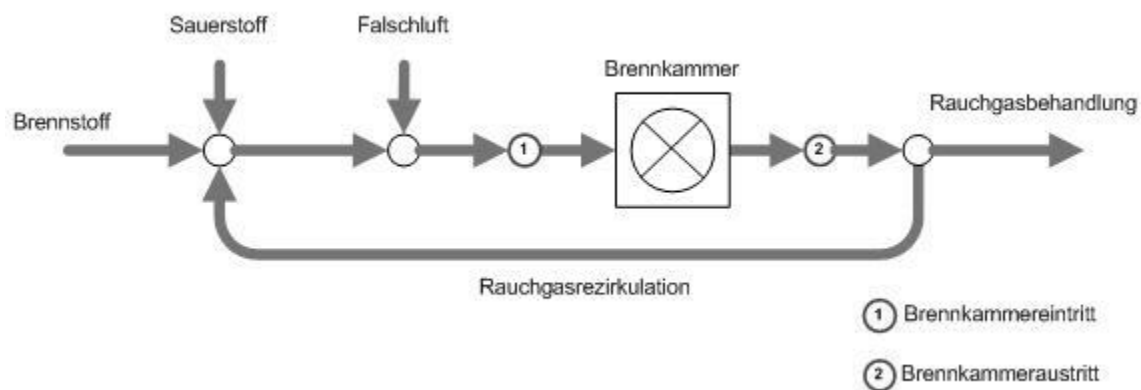 Sauerstoff
Falschluft
Brennkammer
Rauchgasbehandlung
Brennstoff
1
2
Rauchgasrezirkulation
1 Brennkammereintritt
2 Brennkammeraustritt